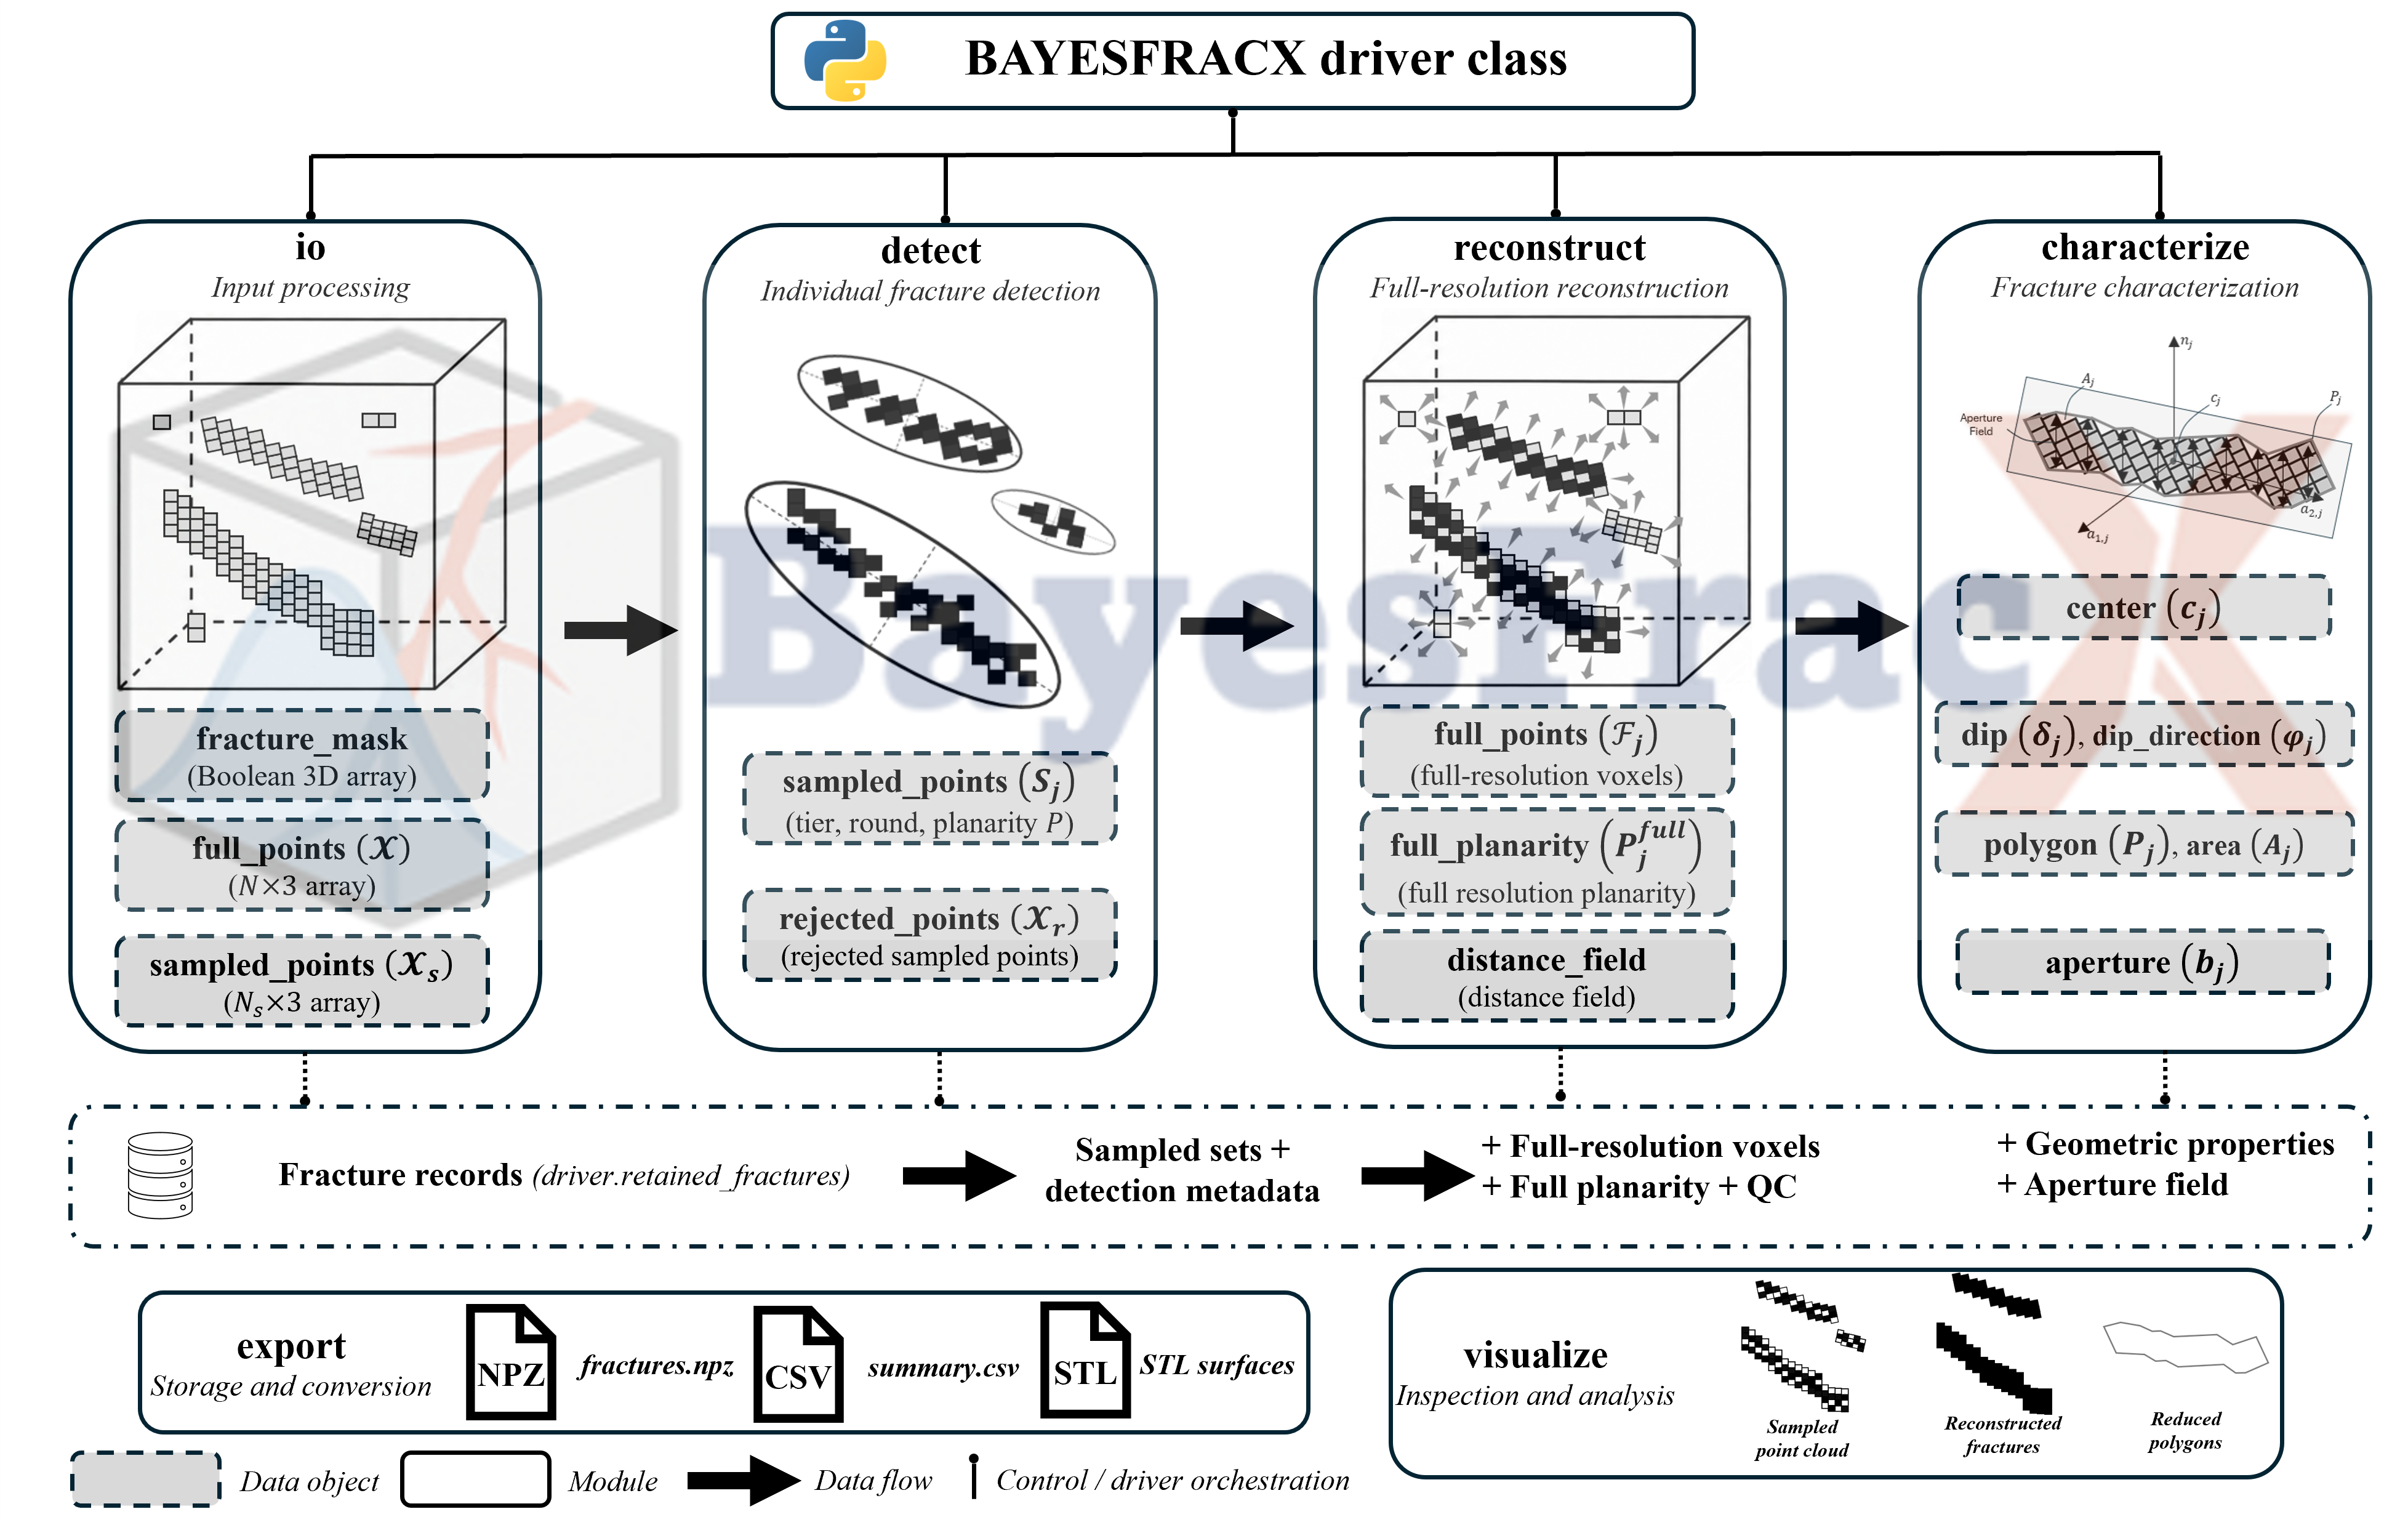 BAYESFRACX driver class
io
Input processing
fracture_mask
(Boolean 3D array)
full_points (𝒳)
(N×3 array)
sampled_points (𝒳ₛ)
(Nₛ×3 array)
detect
Individual fracture detection
sampled_points (Sⱼ)
(tier, round, planarity P)
rejected_points (𝒳ᵣ)
(rejected sampled points)
reconstruct
Full-resolution reconstruction
full_points (ℱⱼ)
(full-resolution voxels)
full_planarity (Pⱼ^full)
(full resolution planarity)
distance_field
(distance field)
characterize
Fracture characterization
nⱼ
Aⱼ
cⱼ
Pⱼ
Aperture
Field
a₂,ⱼ
a₁,ⱼ
center (cⱼ)
dip (δⱼ), dip_direction (φⱼ)
polygon (Pⱼ), area (Aⱼ)
aperture (bⱼ)
BayesFracX
Fracture records (driver.retained_fractures)
Sampled sets +
detection metadata
+ Full-resolution voxels
+ Full planarity + QC
+ Geometric properties
+ Aperture field
export
Storage and conversion
NPZ
fractures.npz
CSV
summary.csv
STL
STL surfaces
visualize
Inspection and analysis
Sampled
point cloud
Reconstructed
fractures
Reduced
polygons
Data object
Module
Data flow
Control / driver orchestration